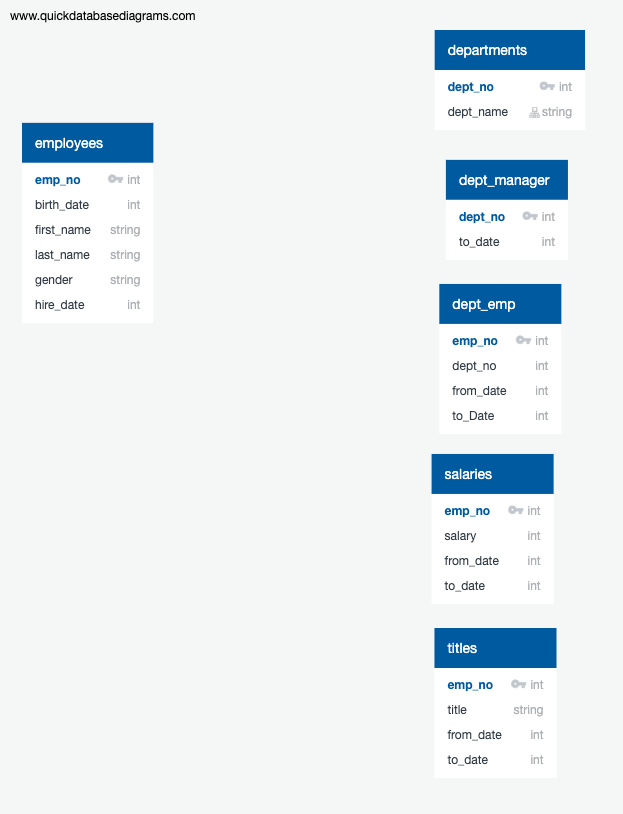 www.quickdatabasediagrams.com
employees
emp_no int
birth_date int
first_name string
last_name string
gender string
hire_date int
departments
dept_no int
dept_name string
dept_manager
dept_no int
to_date int
dept_emp
emp_no int
dept_no int
from_date int
to_Date int
salaries
emp_no int
salary int
from_date int
to_date int
titles
emp_no int
title string
from_date int
to_date int